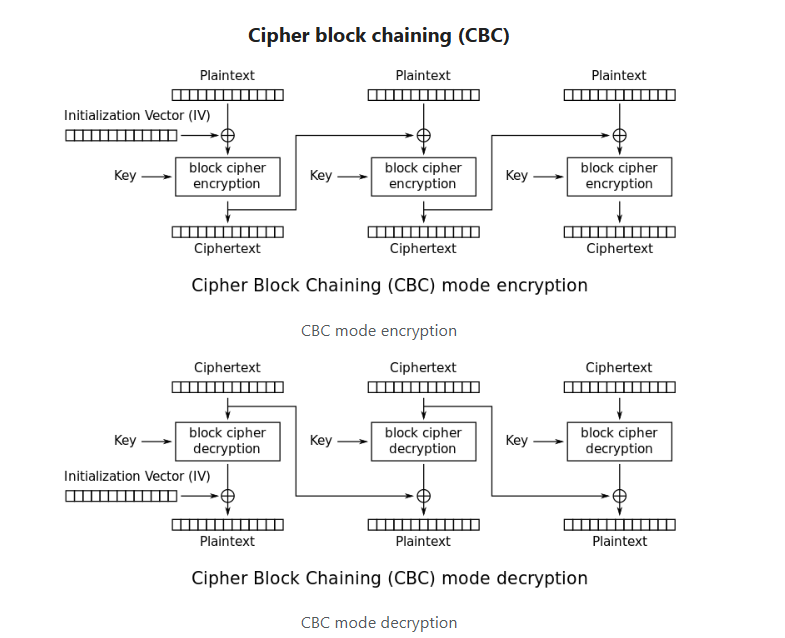 Cipher block chaining (CBC)
Plaintext Plaintext Plaintext
Initialization Vector (IV)
Key block cipher encryption Key block cipher encryption Key block cipher encryption
Ciphertext Ciphertext Ciphertext
Cipher Block Chaining (CBC) mode encryption
CBC mode encryption
Ciphertext Ciphertext Ciphertext
Key block cipher decryption Key block cipher decryption Key block cipher decryption
Initialization Vector (IV)
Plaintext Plaintext Plaintext
Cipher Block Chaining (CBC) mode decryption
CBC mode decryption